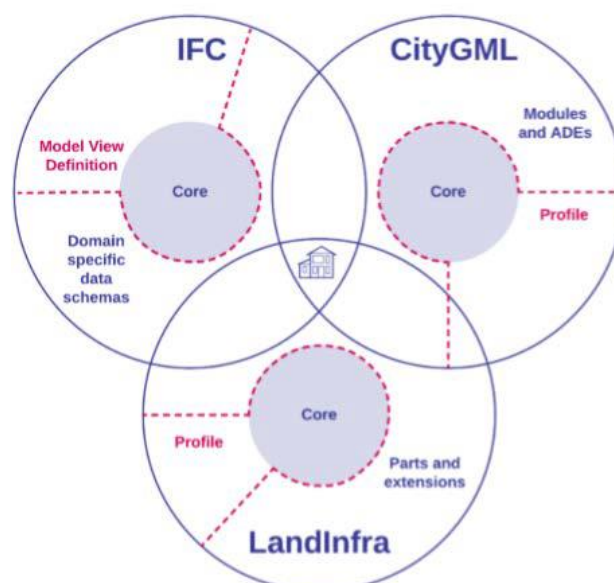 IFC
CityGML
Model View
Definition
Core
Domain
specific
data
schemas
Modules
and ADEs
Core
Profile
Core
Profile
Parts and
extensions
LandInfra